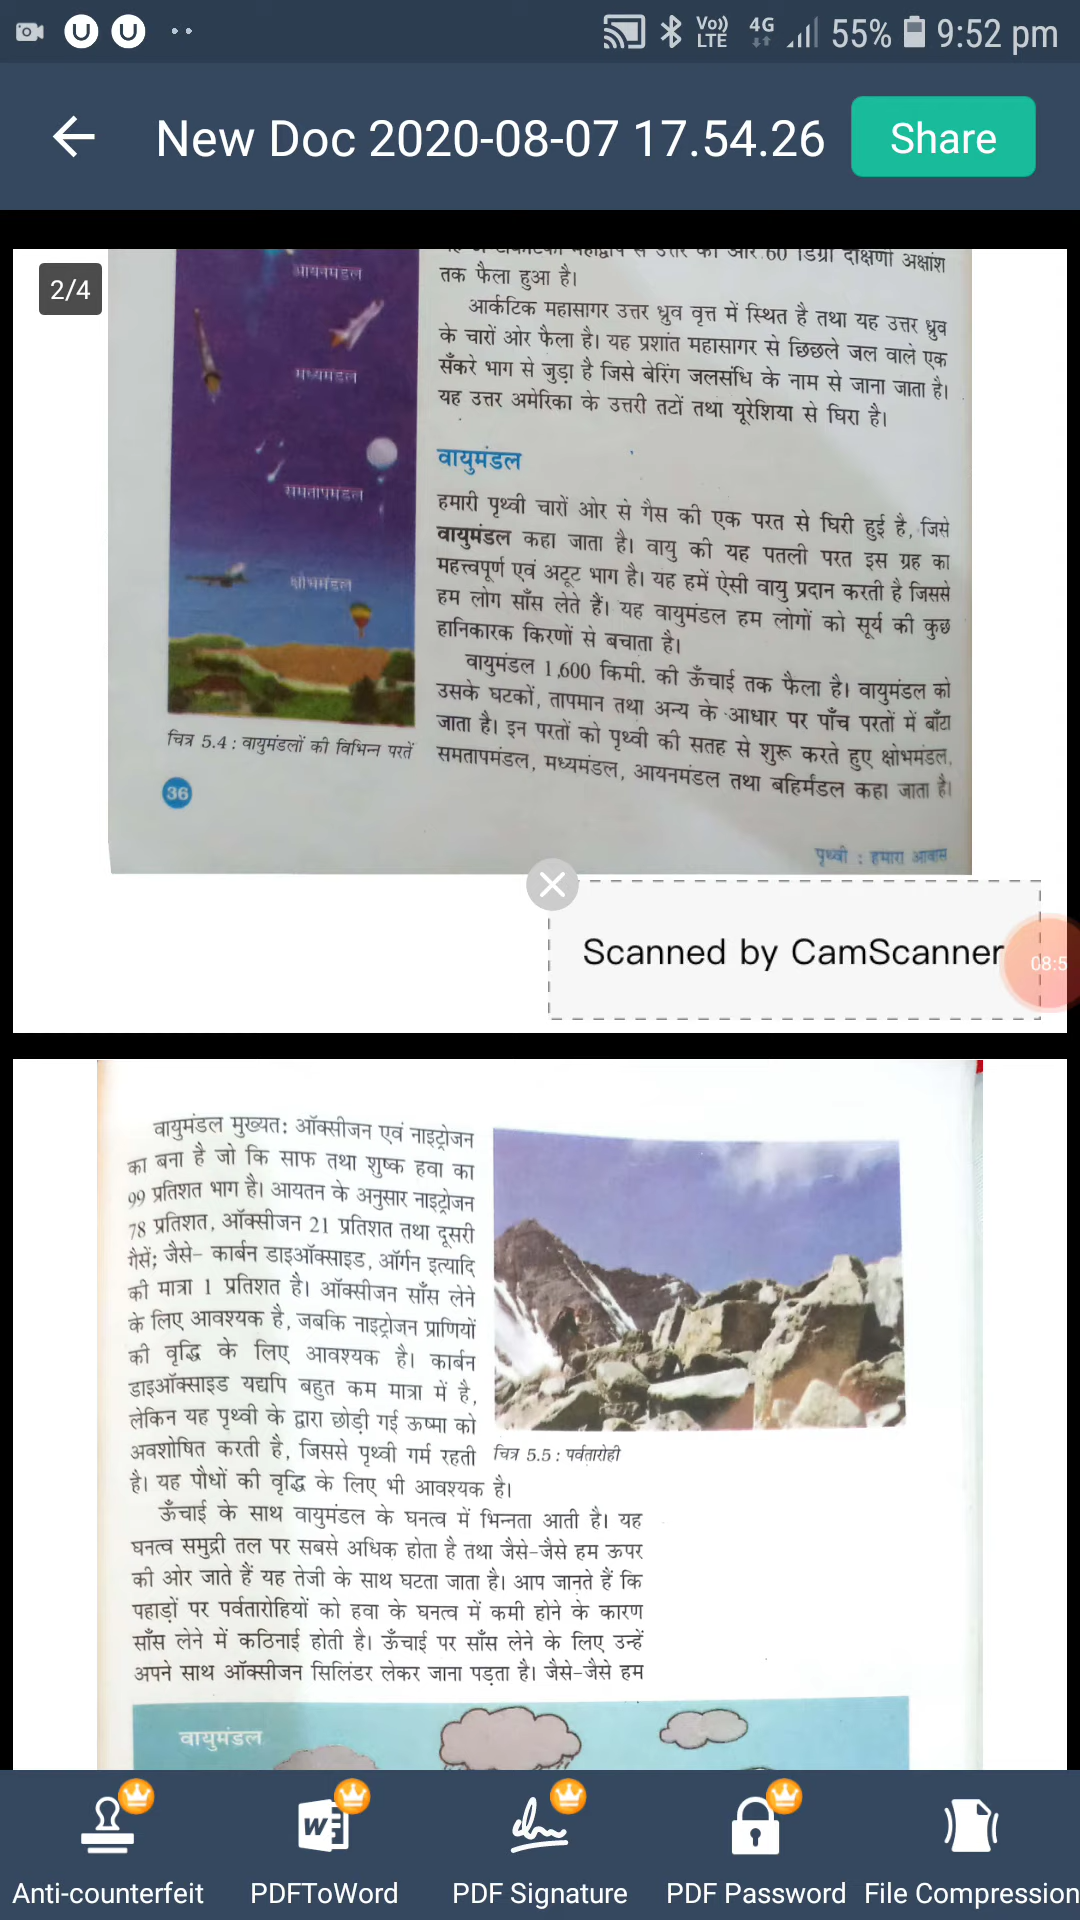 Vo)) LTE 4G 55% 9:52 pm
New Doc 2020-08-07 17.54.26
Share
2/4
आयनमंडल
मध्यमंडल
समतापमंडल
क्षोभमंडल
चित्र 5.4 : वायुमंडलों की विभिन्न परतें
36
60 डिग्री दक्षिणी अक्षांश
तक फैला हुआ है।
आर्कटिक महासागर उत्तर ध्रुव वृत्त में स्थित है तथा यह उत्तर ध्रुव
के चारों ओर फैला है। यह प्रशांत महासागर से छिछले जल वाले एक
सँकरे भाग से जुड़ा है जिसे बेरिंग जलसंधि के नाम से जाना जाता है।
यह उत्तर अमेरिका के उत्तरी तटों तथा यूरेशिया से घिरा है।
वायुमंडल
हमारी पृथ्वी चारों ओर से गैस की एक परत से घिरी हुई है, जिसे
वायुमंडल कहा जाता है। वायु की यह पतली परत इस ग्रह का
महत्त्वपूर्ण एवं अटूट भाग है। यह हमें ऐसी वायु प्रदान करती है जिससे
हम लोग साँस लेते हैं। यह वायुमंडल हम लोगों को सूर्य की कुछ
हानिकारक किरणों से बचाता है।
वायुमंडल 1,600 किमी. की ऊँचाई तक फैला है। वायुमंडल को
उसके घटकों, तापमान तथा अन्य के आधार पर पाँच परतों में बाँटा
जाता है। इन परतों को पृथ्वी की सतह से शुरू करते हुए क्षोभमंडल,
समतापमंडल, मध्यमंडल, आयनमंडल तथा बहिर्मंडल कहा जाता है।
पृथ्वी : हमारा आवास
Scanned by CamScanner
08:5
वायुमंडल मुख्यत: ऑक्सीजन एवं नाइट्रोजन
का बना है जो कि साफ तथा शुष्क हवा का
99 प्रतिशत भाग है। आयतन के अनुसार नाइट्रोजन
78 प्रतिशत, ऑक्सीजन 21 प्रतिशत तथा दूसरी
गैसें; जैसे- कार्बन डाइऑक्साइड, ऑर्गन इत्यादि
की मात्रा 1 प्रतिशत है। ऑक्सीजन साँस लेने
के लिए आवश्यक है, जबकि नाइट्रोजन प्राणियों
की वृद्धि के लिए आवश्यक है। कार्बन
डाइऑक्साइड यद्यपि बहुत कम मात्रा में है,
लेकिन यह पृथ्वी के द्वारा छोड़ी गई ऊष्मा को
अवशोषित करती है, जिससे पृथ्वी गर्म रहती
है। यह पौधों की वृद्धि के लिए भी आवश्यक है।
चित्र 5.5 : पर्वतारोही
ऊँचाई के साथ वायुमंडल के घनत्व में भिन्नता आती है। यह
घनत्व समुद्री तल पर सबसे अधिक होता है तथा जैसे-जैसे हम ऊपर
की ओर जाते हैं यह तेजी के साथ घटता जाता है। आप जानते हैं कि
पहाड़ों पर पर्वतारोहियों को हवा के घनत्व में कमी होने के कारण
साँस लेने में कठिनाई होती है। ऊँचाई पर साँस लेने के लिए उन्हें
अपने साथ ऑक्सीजन सिलिंडर लेकर जाना पड़ता है। जैसे-जैसे हम
वायुमंडल
Anti-counterfeit
PDFToWord
PDF Signature
PDF Password
File Compression